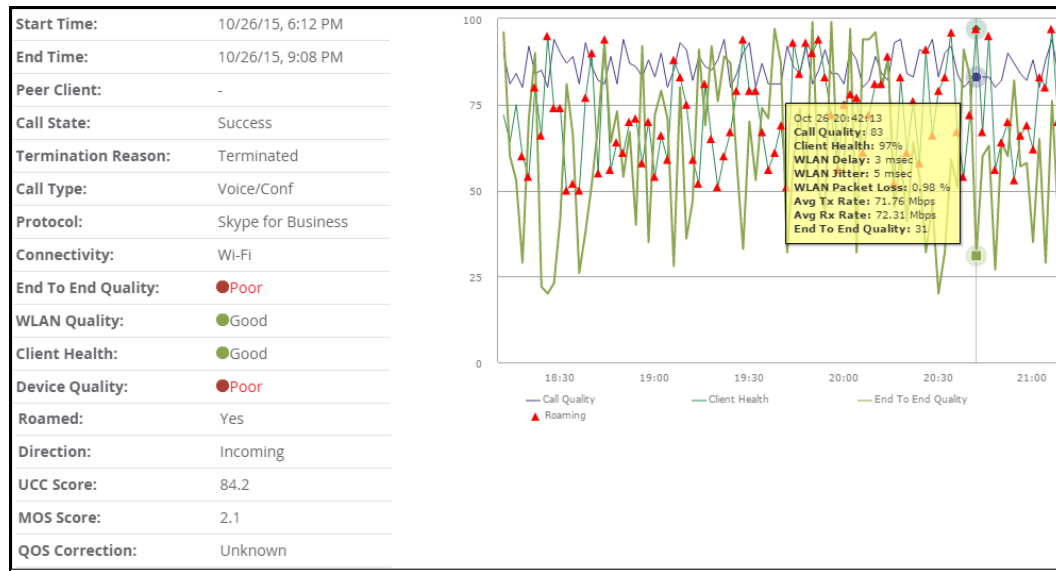 Start Time: 10/26/15, 6:12 PM
End Time: 10/26/15, 9:08 PM
Peer Client: -
Call State: Success
Termination Reason: Terminated
Call Type: Voice/Conf
Protocol: Skype for Business
Connectivity: Wi-Fi
End To End Quality: Poor
WLAN Quality: Good
Client Health: Good
Device Quality: Poor
Roamed: Yes
Direction: Incoming
UCC Score: 84.2
MOS Score: 2.1
QOS Correction: Unknown
100
75
50
25
0
Oct 26 20:42:13
Call Quality: 83
Client Health: 97%
WLAN Delay: 3 msec
WLAN Jitter: 5 msec
WLAN Packet Loss: 0.98 %
Avg Tx Rate: 71.76 Mbps
Avg Rx Rate: 72.31 Mbps
End To End Quality: 31
18:30 19:00 19:30 20:00 20:30 21:00
Call Quality Client Health End To End Quality
Roaming